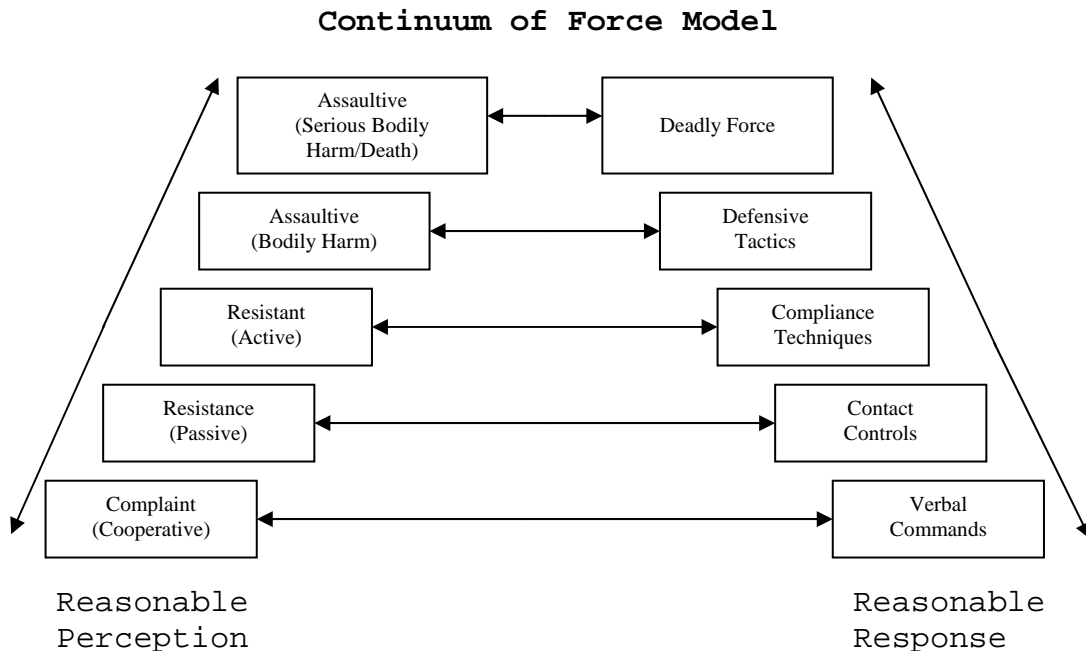 Continuum of Force Model
Assaultive
(Serious Bodily
Harm/Death)
Deadly Force
Assaultive
(Bodily Harm)
Defensive
Tactics
Resistant
(Active)
Compliance
Techniques
Resistance
(Passive)
Contact
Controls
Complaint
(Cooperative)
Verbal
Commands
Reasonable
Perception
Reasonable
Response